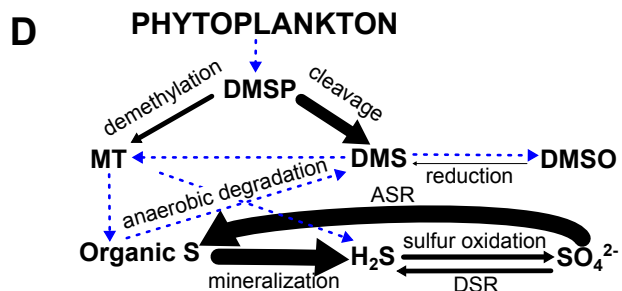 D
PHYTOPLANKTON
demethylation
DMSP
cleavage
MT
DMS
DMSO
reduction
anaerobic degradation
ASR
Organic S
mineralization
H₂S
sulfur oxidation
SO₄²⁻
DSR